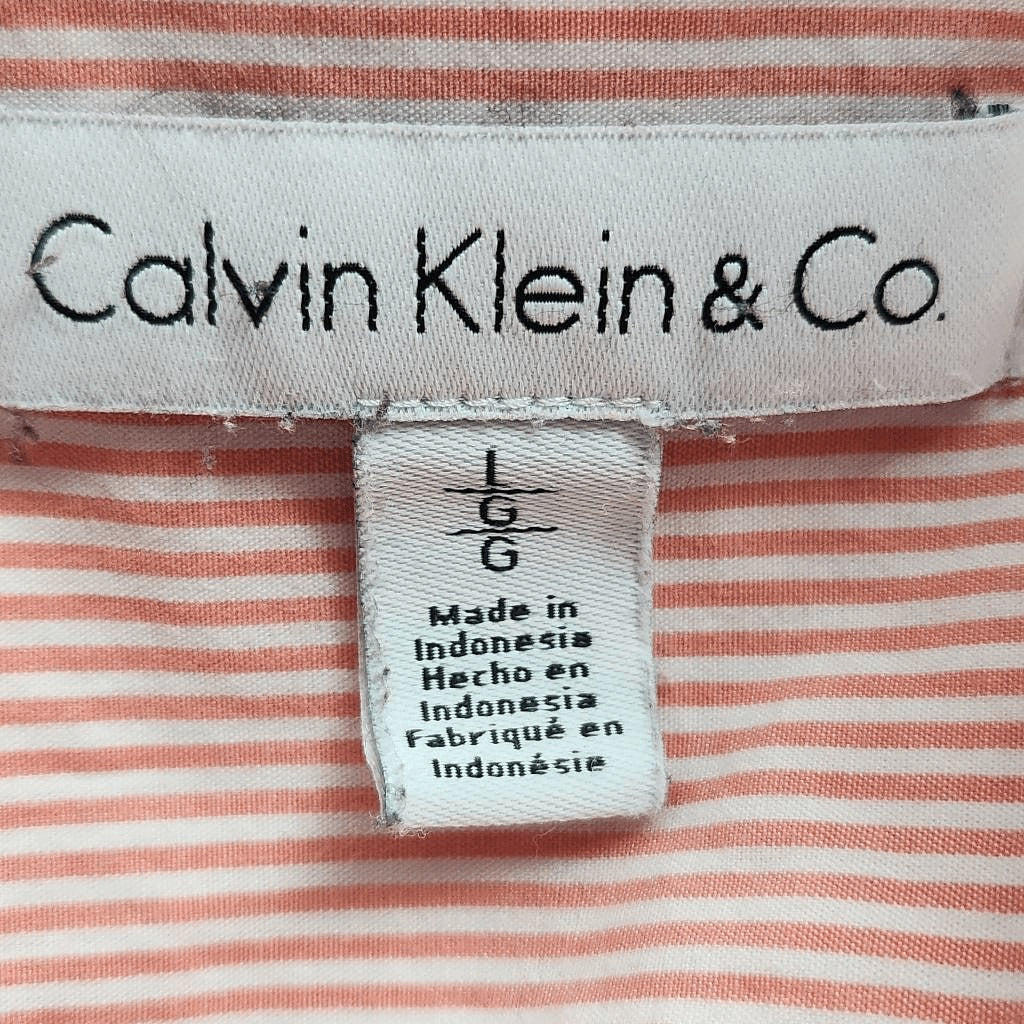 Calvin Klein & Co.
L
G
G
Made in
Indonesia
Hecho en
Indonesia
Fabriqué en
Indonésie